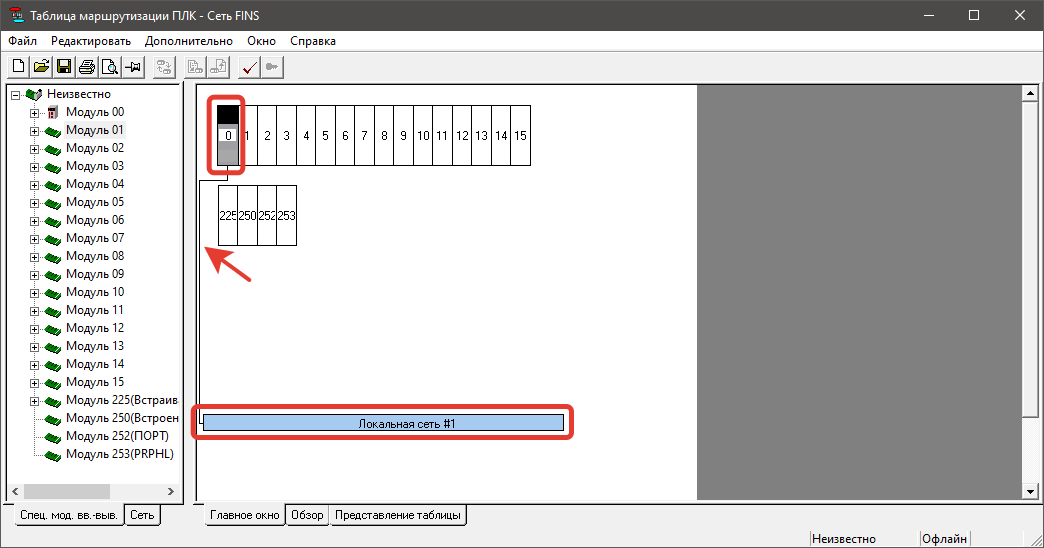 Таблица маршрутизации ПЛК - Сеть FINS
Файл Редактировать Дополнительно Окно Справка
Неизвестно
Модуль 00
Модуль 01
Модуль 02
Модуль 03
Модуль 04
Модуль 05
Модуль 06
Модуль 07
Модуль 08
Модуль 09
Модуль 10
Модуль 11
Модуль 12
Модуль 13
Модуль 14
Модуль 15
Модуль 225(Встраив
Модуль 250(Встроен
Модуль 252(ПОРТ)
Модуль 253(PRPHL)
Спец. мод. вв.-выв. Сеть
0 1 2 3 4 5 6 7 8 9 10 11 12 13 14 15
225 250 252 253
Локальная сеть #1
Главное окно Обзор Представление таблицы
Неизвестно Офлайн